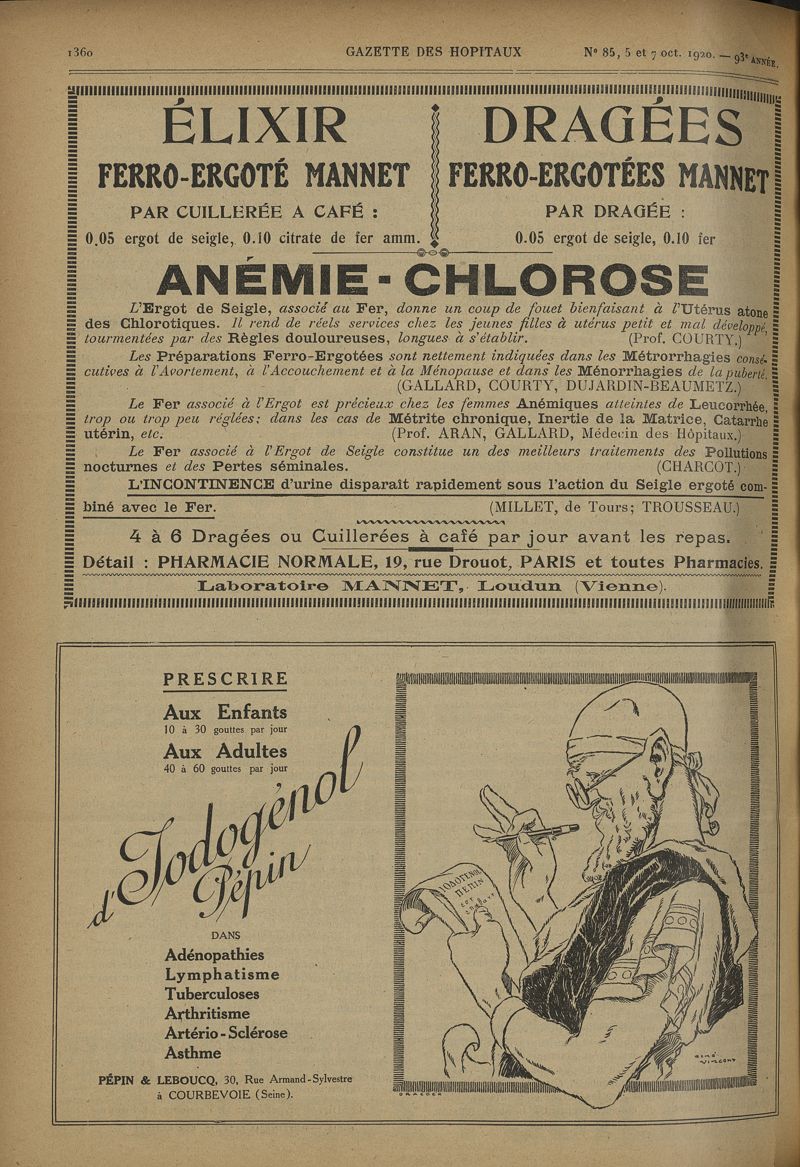 1360
GAZETTE DES HOPITAUX
N° 85, 5 et 7 oct. 1920. — 93e ANNÉE.
ÉLIXIR
FERRO-ERGOTÉ MANNET
PAR CUILLERÉE A CAFÉ :
0.05 ergot de seigle, 0.10 citrate de fer amm.
DRAGÉES
FERRO-ERGOTÉES MANNET
PAR DRAGÉE :
0.05 ergot de seigle, 0.10 fer
ANÉMIE - CHLOROSE
L'Ergot de Seigle, associé au Fer, donne un coup de fouet bienfaisant à l'Utérus atone
des Chlorotiques. Il rend de réels services chez les jeunes filles à utérus petit et mal développé,
tourmentées par des Règles douloureuses, longues à s'établir. (Prof. COURTY.)
Les Préparations Ferro-Ergotées sont nettement indiquées dans les Métrorrhagies consé-
cutives à l'Avortement, à l'Accouchement et à la Ménopause et dans les Ménorrhagies de la puberté.
(GALLARD, COURTY, DUJARDIN-BEAUMETZ.)
Le Fer associé à l'Ergot est précieux chez les femmes Anémiques atteintes de Leucorrhée,
trop ou trop peu réglées; dans les cas de Métrite chronique, Inertie de la Matrice, Catarrhe
utérin, etc. (Prof. ARAN, GALLARD, Médecin des Hôpitaux.)
Le Fer associé à l'Ergot de Seigle constitue un des meilleurs traitements des Pollutions
nocturnes et des Pertes séminales. (CHARCOT.)
L'INCONTINENCE d'urine disparaît rapidement sous l'action du Seigle ergoté com-
biné avec le Fer. (MILLET, de Tours; TROUSSEAU.)
4 à 6 Dragées ou Cuillerées à café par jour avant les repas.
Détail : PHARMACIE NORMALE, 19, rue Drouot, PARIS et toutes Pharmacies.
Laboratoire MANNET, Loudun (Vienne).
PRESCRIRE
Aux Enfants
10 à 30 gouttes par jour
Aux Adultes
40 à 60 gouttes par jour
d'Iodogénol
Pépin
DANS
Adénopathies
Lymphatisme
Tuberculoses
Arthritisme
Artério-Sclérose
Asthme
PÉPIN & LEBOUCQ, 30, Rue Armand-Sylvestre
à COURBEVOIE (Seine).
IODOGENOL
PEPIN
RENÉ
VINCENT
DRAEGER